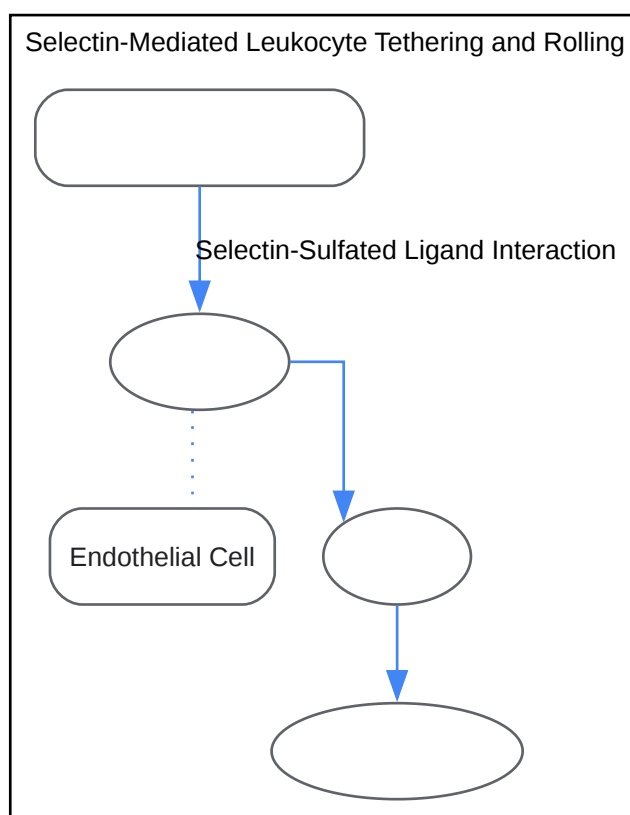 Selectin-Mediated Leukocyte Tethering and Rolling
Selectin-Sulfated Ligand Interaction
Endothelial Cell